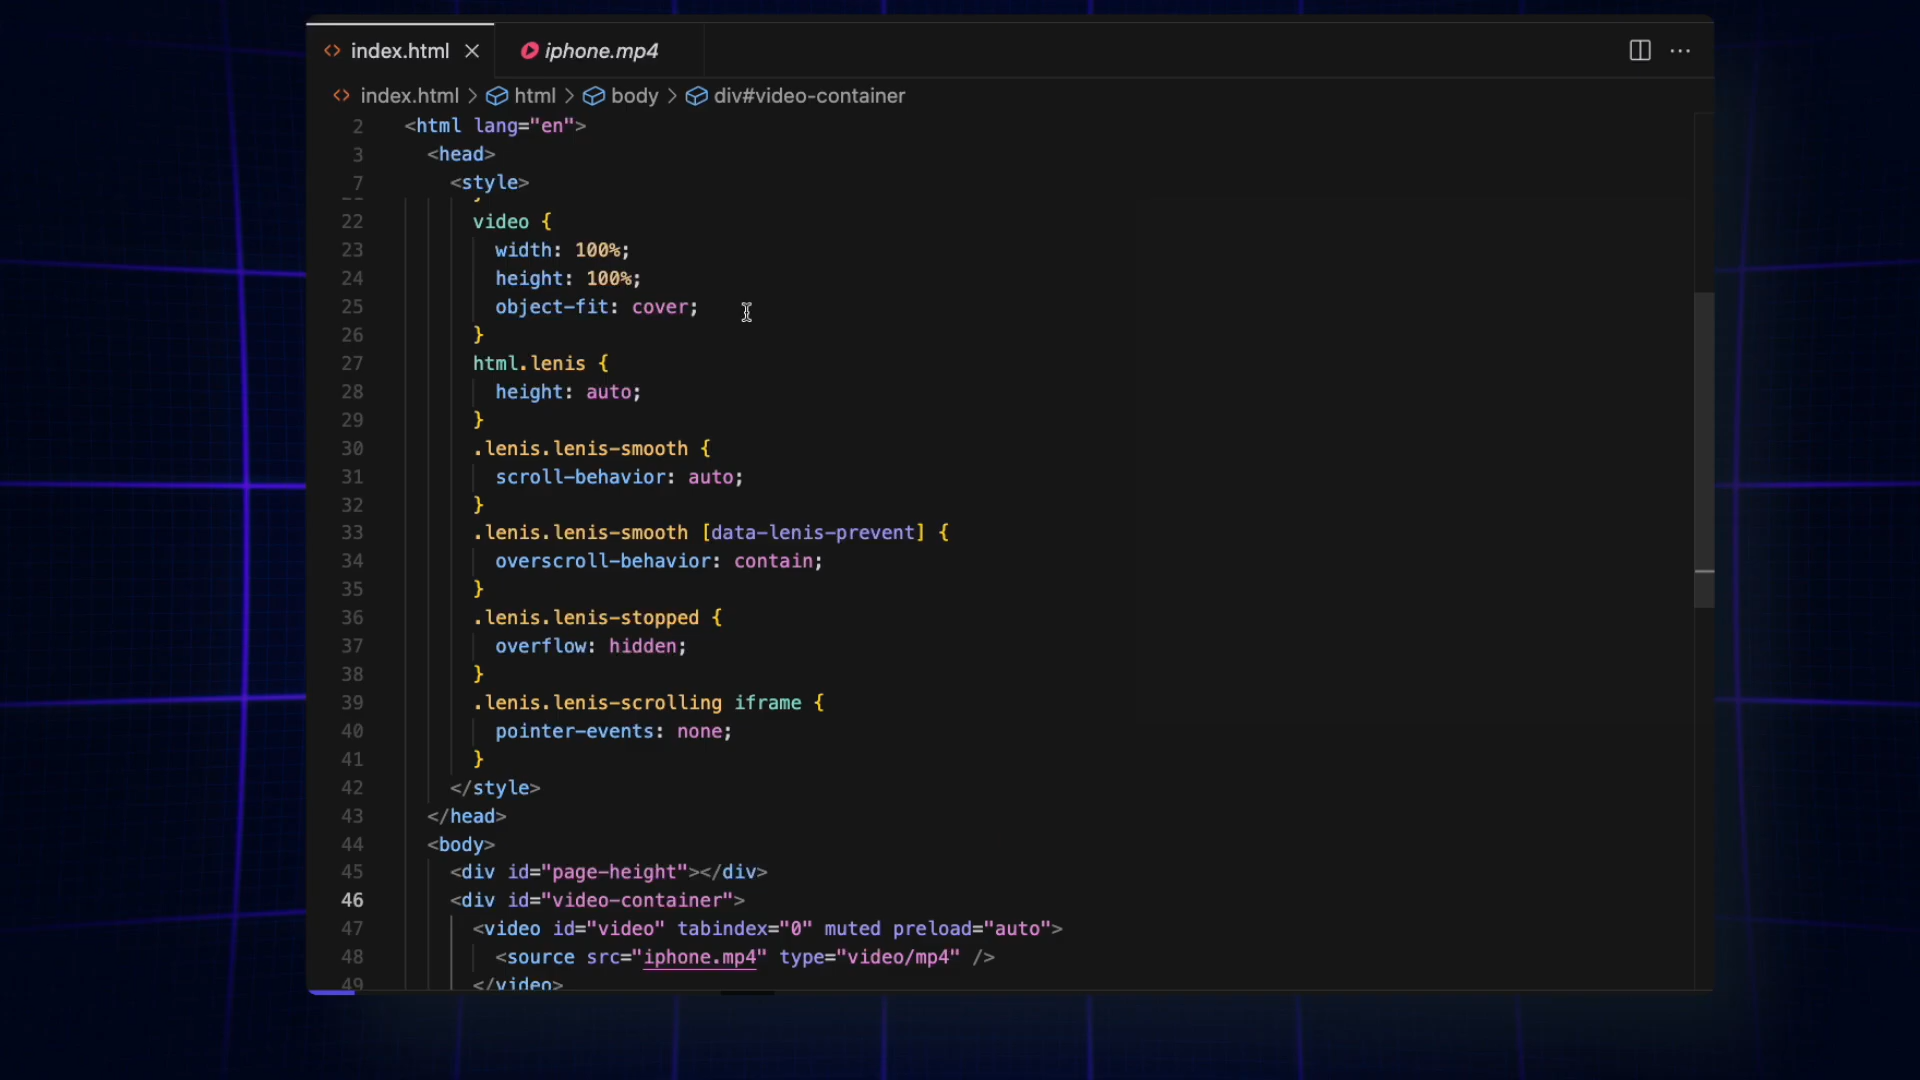 index.html
iphone.mp4
index.html > html > body > div#video-container
2 <html lang="en">
3 <head>
7 <style>
22 video {
23 width: 100%;
24 height: 100%;
25 object-fit: cover;
26 }
27 html.lenis {
28 height: auto;
29 }
30 .lenis.lenis-smooth {
31 scroll-behavior: auto;
32 }
33 .lenis.lenis-smooth [data-lenis-prevent] {
34 overscroll-behavior: contain;
35 }
36 .lenis.lenis-stopped {
37 overflow: hidden;
38 }
39 .lenis.lenis-scrolling iframe {
40 pointer-events: none;
41 }
42 </style>
43 </head>
44 <body>
45 <div id="page-height"></div>
46 <div id="video-container">
47 <video id="video" tabindex="0" muted preload="auto">
48 <source src="iphone.mp4" type="video/mp4" />
49 </video>